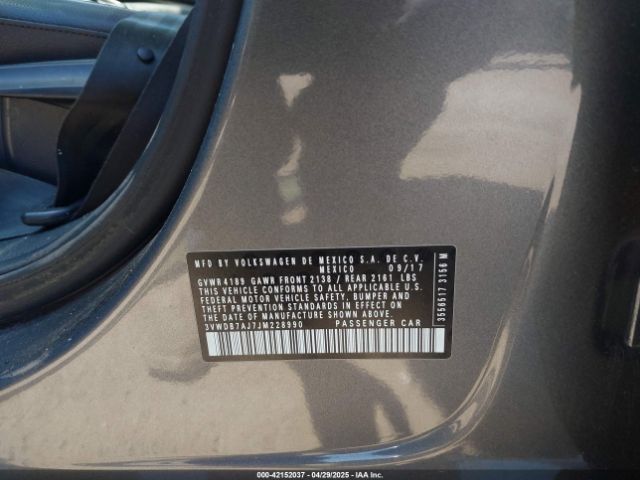 MFD BY VOLKSWAGEN DE MEXICO S.A. DE C.V.
MEXICO 09/17
GVWR4189 GAWR FRONT 2138 / REAR 2161 LBS
THIS VEHICLE CONFORMS TO ALL APPLICABLE U.S.
FEDERAL MOTOR VEHICLE SAFETY, BUMPER AND
THEFT PREVENTION STANDARDS IN EFFECT ON THE
DATE OF MANUFACTURE SHOWN ABOVE.
3VWDB7AJ7JM228990 PASSENGER CAR
3556517 3156 M
000-42152037 - 04/29/2025 - IAA Inc.